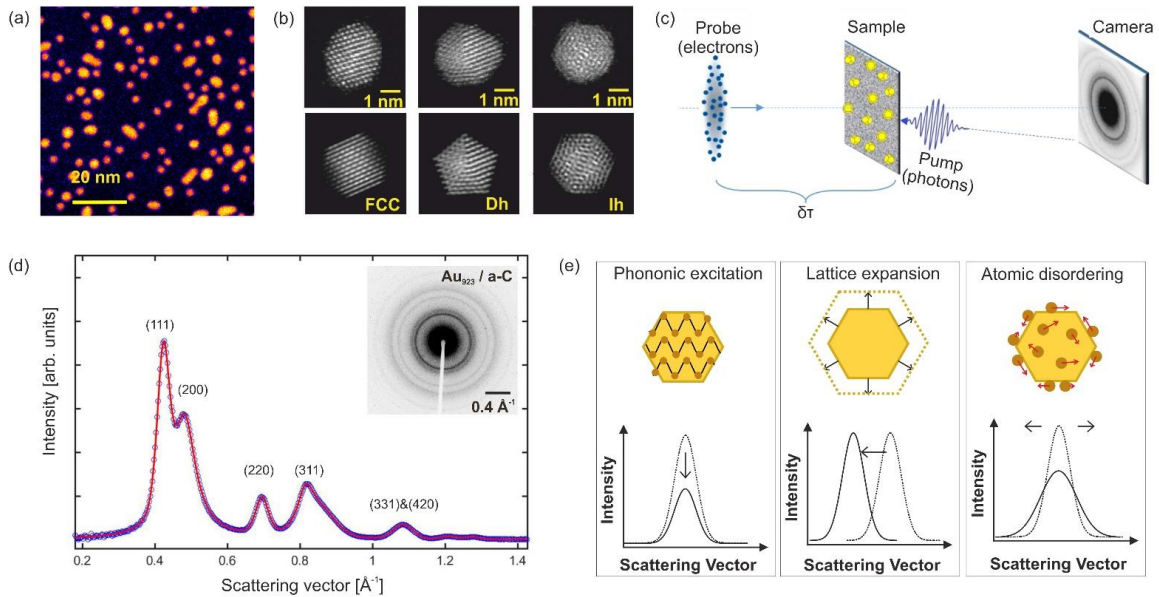 (a)
20 nm
(b)
1 nm
1 nm
1 nm
FCC
Dh
Ih
(c)
Probe
(electrons)
Sample
Camera
Pump
(photons)
δτ
(d)
Intensity [arb. units]
(111)
(200)
(220)
(311)
(331)&(420)
Au923 / a-C
0.4 Å-1
0.2
0.4
0.6
0.8
1
1.2
1.4
Scattering vector [Å-1]
(e)
Phononic excitation
Intensity
Scattering Vector
Lattice expansion
Intensity
Scattering Vector
Atomic disordering
Intensity
Scattering Vector